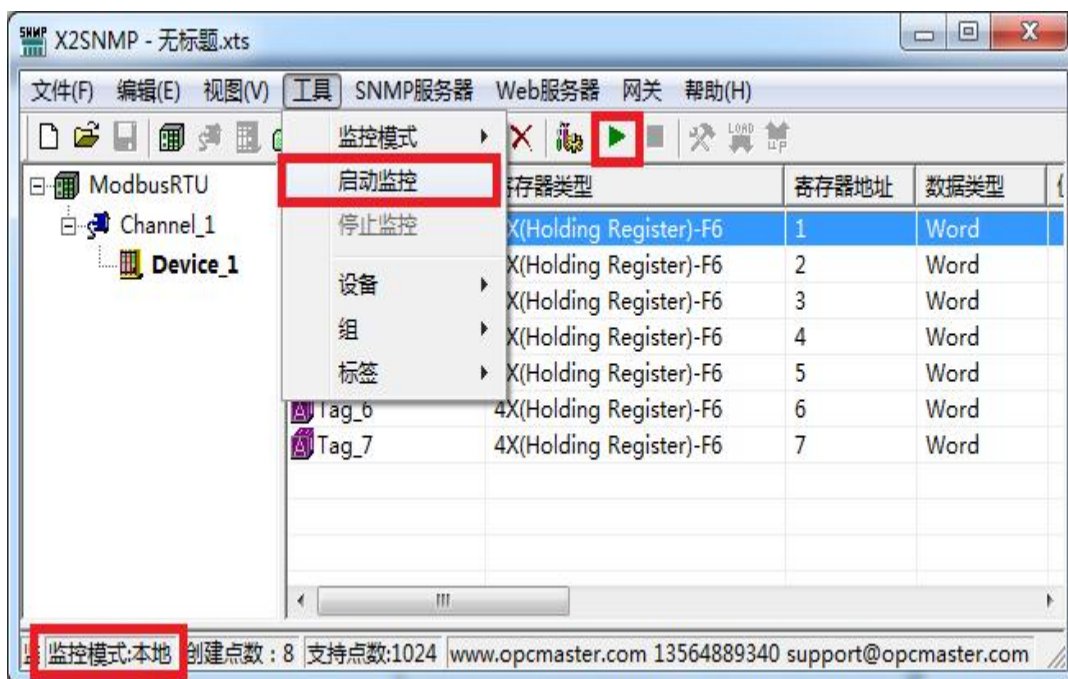 SNMP X2SNMP - 无标题.xts
文件(F) 编辑(E) 视图(V) 工具 SNMP服务器 Web服务器 网关 帮助(H)
LOAD UP
监控模式
启动监控
停止监控
设备
组
标签
ModbusRTU
Channel_1
Device_1
寄存器类型 寄存器地址 数据类型
X(Holding Register)-F6 1 Word
X(Holding Register)-F6 2 Word
X(Holding Register)-F6 3 Word
X(Holding Register)-F6 4 Word
X(Holding Register)-F6 5 Word
Tag_6 4X(Holding Register)-F6 6 Word
Tag_7 4X(Holding Register)-F6 7 Word
监控模式:本地 创建点数：8 支持点数:1024 www.opcmaster.com 13564889340 support@opcmaster.com